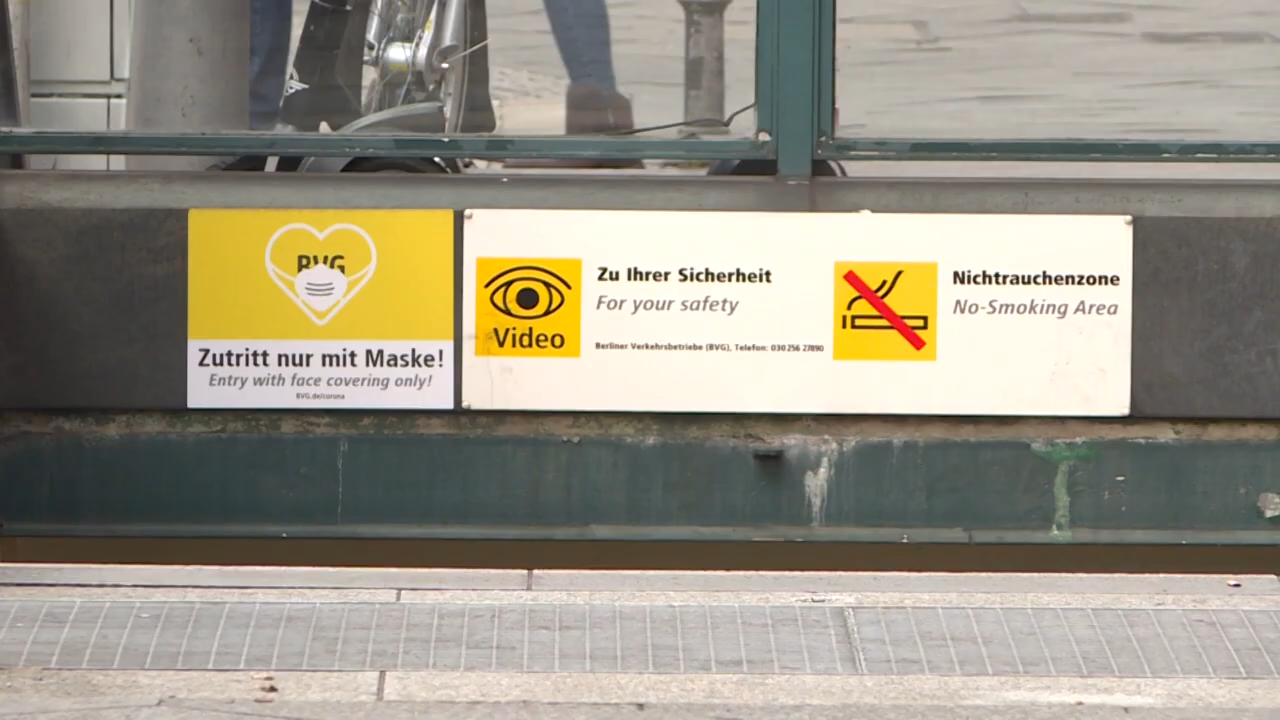 BVG
Zutritt nur mit Maske!
Entry with face covering only!
BVG.de/corona
Video
Zu Ihrer Sicherheit
For your safety
Berliner Verkehrsbetriebe (BVG), Telefon: 030 256 27890
Nichtrauchenzone
No-Smoking Area